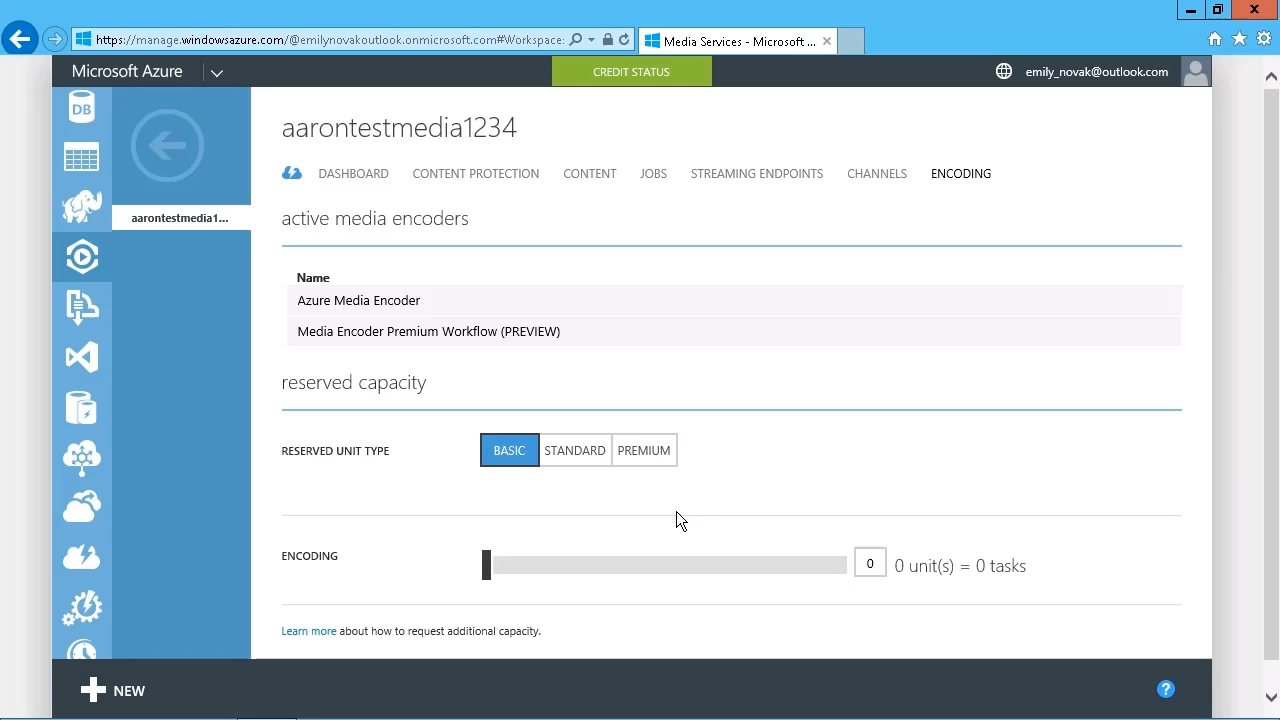 https://manage.windowsazure.com/@emilynovakoutlook.onmicrosoft.com#Workspace:
Media Services - Microsoft ...
Microsoft Azure
CREDIT STATUS
emily_novak@outlook.com
DB
aarontestmedia1...
aarontestmedia1234
DASHBOARD CONTENT PROTECTION CONTENT JOBS STREAMING ENDPOINTS CHANNELS ENCODING
active media encoders
Name
Azure Media Encoder
Media Encoder Premium Workflow (PREVIEW)
reserved capacity
RESERVED UNIT TYPE BASIC STANDARD PREMIUM
ENCODING 0 0 unit(s) = 0 tasks
Learn more about how to request additional capacity.
NEW
?